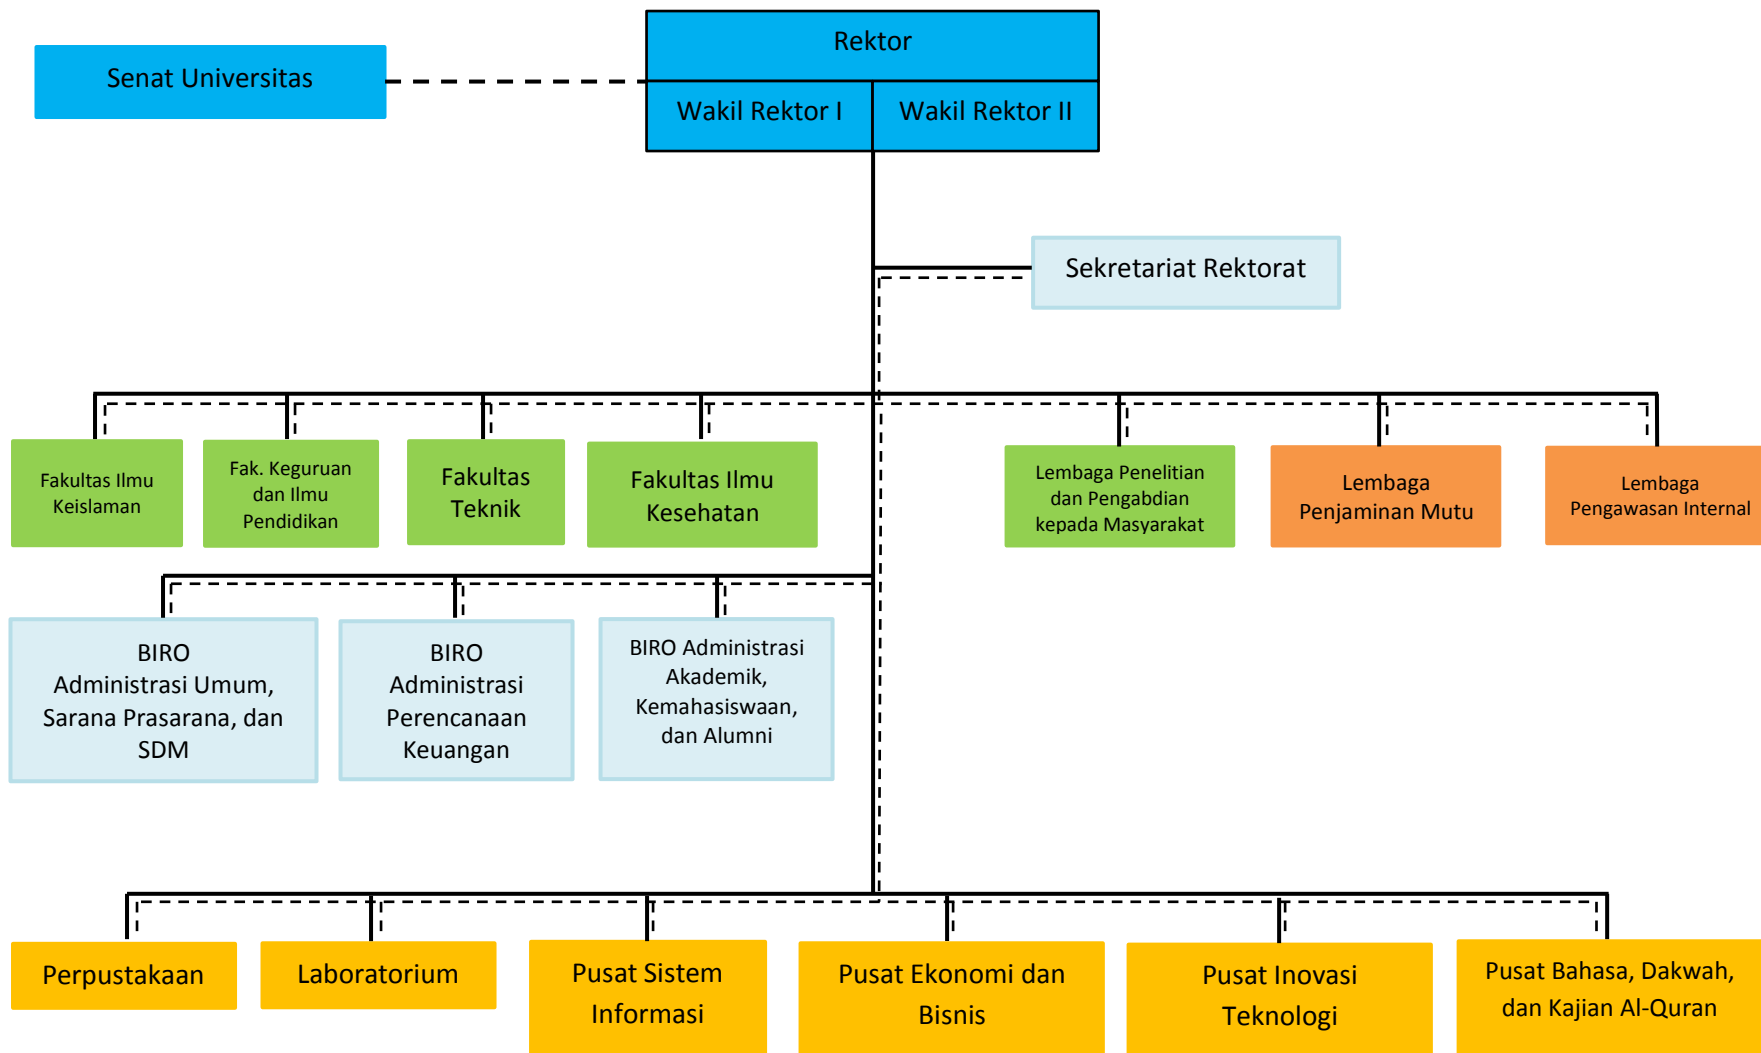 Rektor
Senat Universitas
Wakil Rektor I
Wakil Rektor II
Sekretariat Rektorat
Fakultas Ilmu
Keislaman
Fak. Keguruan
dan Ilmu
Pendidikan
Fakultas
Teknik
Fakultas Ilmu
Kesehatan
Lembaga Penelitian
dan Pengabdian
kepada Masyarakat
Lembaga
Penjaminan Mutu
Lembaga
Pengawasan Internal
BIRO
Administrasi Umum,
Sarana Prasarana, dan
SDM
BIRO
Administrasi
Perencanaan
Keuangan
BIRO Administrasi
Akademik,
Kemahasiswaan,
dan Alumni
Perpustakaan
Laboratorium
Pusat Sistem
Informasi
Pusat Ekonomi dan
Bisnis
Pusat Inovasi
Teknologi
Pusat Bahasa, Dakwah,
dan Kajian Al-Quran